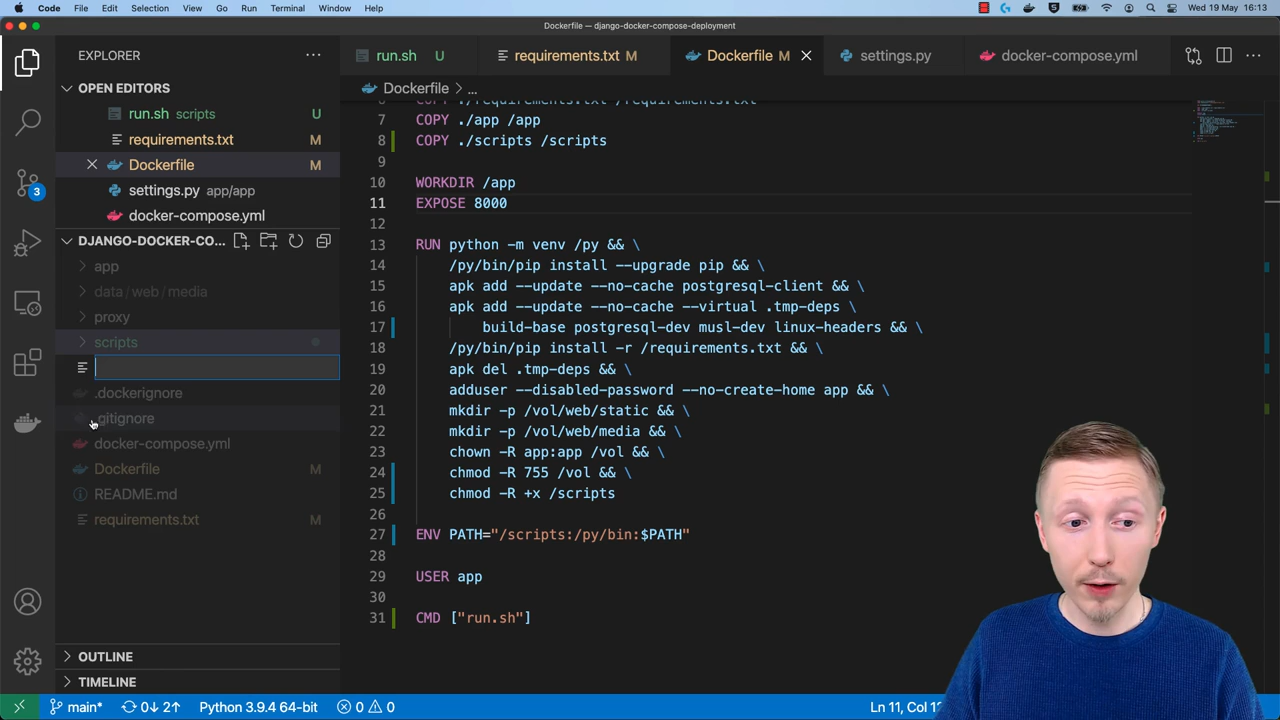 Code File Edit Selection View Go Run Terminal Window Help
Wed 19 May 16:13
Dockerfile — django-docker-compose-deployment
EXPLORER
OPEN EDITORS
run.sh scripts U
requirements.txt M
Dockerfile M
settings.py app/app
docker-compose.yml
3
DJANGO-DOCKER-CO...
app
data/web/media
proxy
scripts
.dockerignore
.gitignore
docker-compose.yml
Dockerfile M
README.md
requirements.txt M
OUTLINE
TIMELINE
run.sh U
requirements.txt M
Dockerfile M
settings.py
docker-compose.yml
Dockerfile > ...
6 COPY ./requirements.txt /requirements.txt
7 COPY ./app /app
8 COPY ./scripts /scripts
9
10 WORKDIR /app
11 EXPOSE 8000
12
13 RUN python -m venv /py && \
14 /py/bin/pip install --upgrade pip && \
15 apk add --update --no-cache postgresql-client && \
16 apk add --update --no-cache --virtual .tmp-deps \
17 build-base postgresql-dev musl-dev linux-headers && \
18 /py/bin/pip install -r /requirements.txt && \
19 apk del .tmp-deps && \
20 adduser --disabled-password --no-create-home app && \
21 mkdir -p /vol/web/static && \
22 mkdir -p /vol/web/media && \
23 chown -R app:app /vol && \
24 chmod -R 755 /vol && \
25 chmod -R +x /scripts
26
27 ENV PATH="/scripts:/py/bin:$PATH"
28
29 USER app
30
31 CMD ["run.sh"]
main* 0↓ 2↑ Python 3.9.4 64-bit 0 0
Ln 11, Col